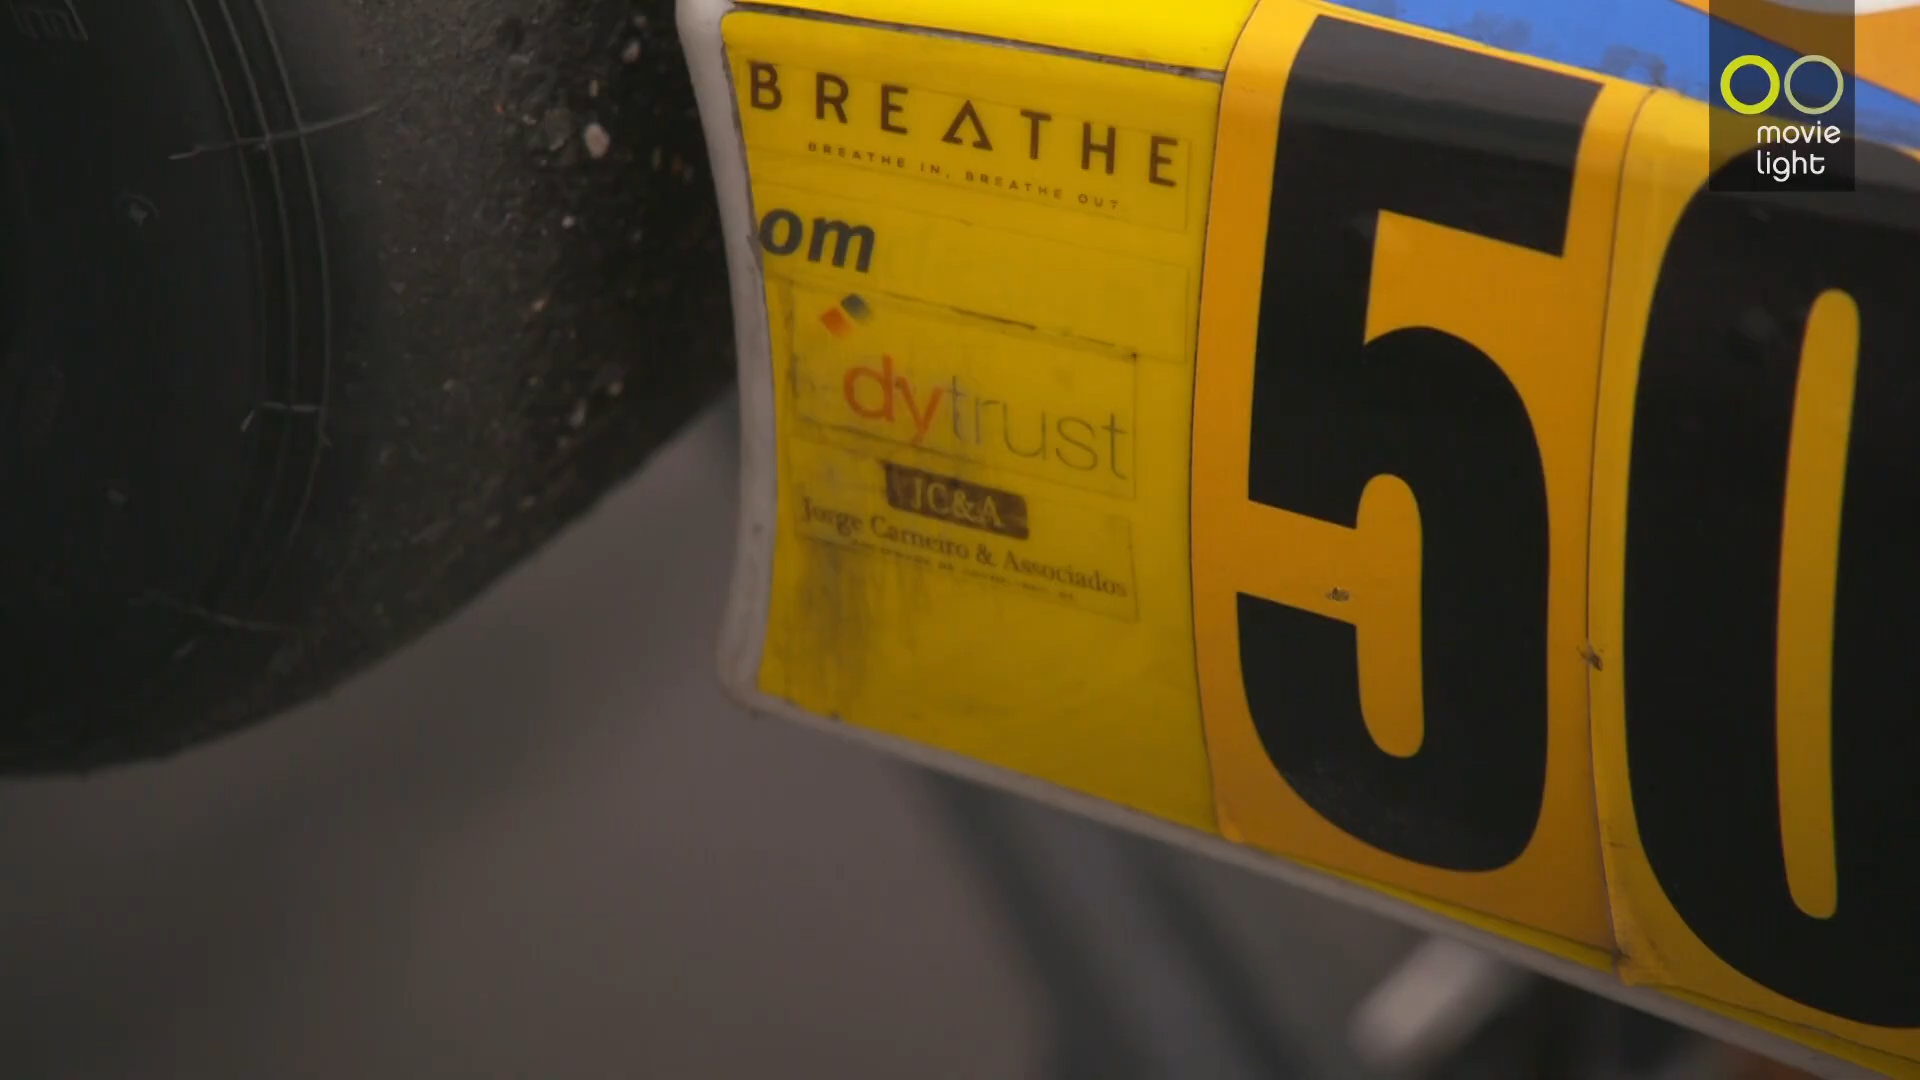 BREATHE
BREATHE IN, BREATHE OUT
om
dytrust
JC&A
Jorge Carneiro & Associados
50
movie
light